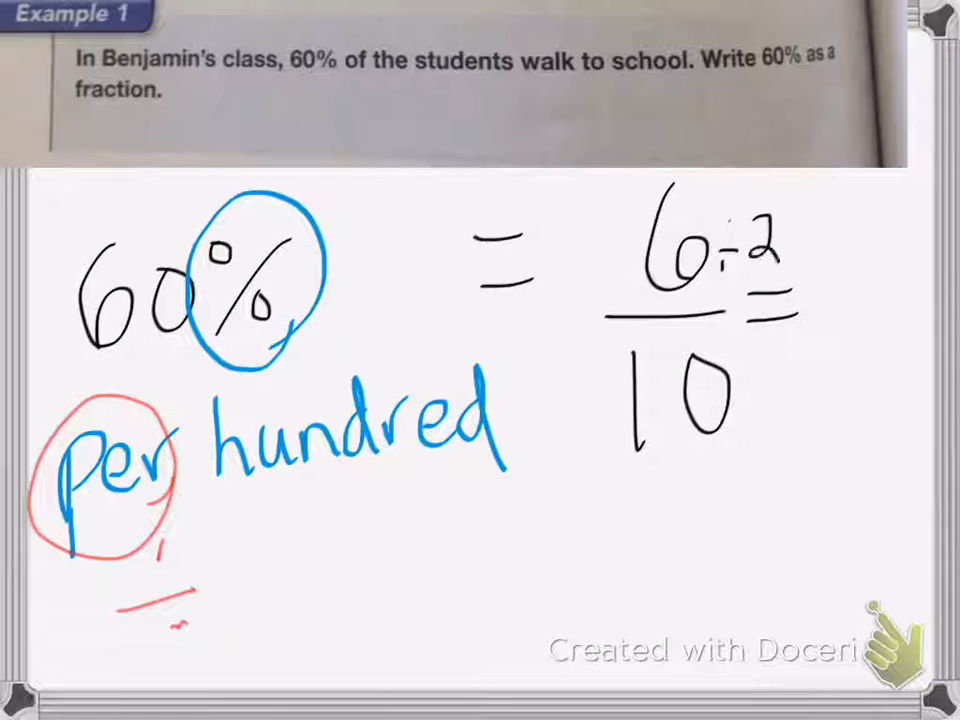 Example 1
In Benjamin's class, 60% of the students walk to school. Write 60% as a
fraction.
60% = 6÷2
10 =
per hundred
Created with Doceri